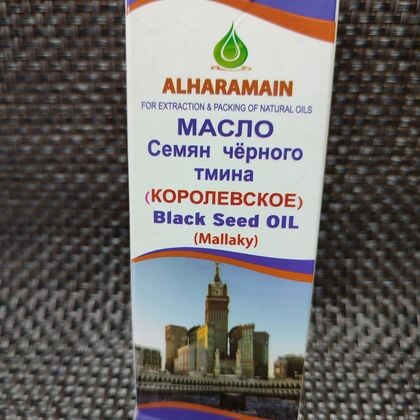 ALHARAMAIN
FOR EXTRACTION & PACKING OF NATURAL OILS
МАСЛО
Семян чёрного
тмина
(КОРОЛЕВСКОЕ)
Black Seed OIL
(Mallaky)